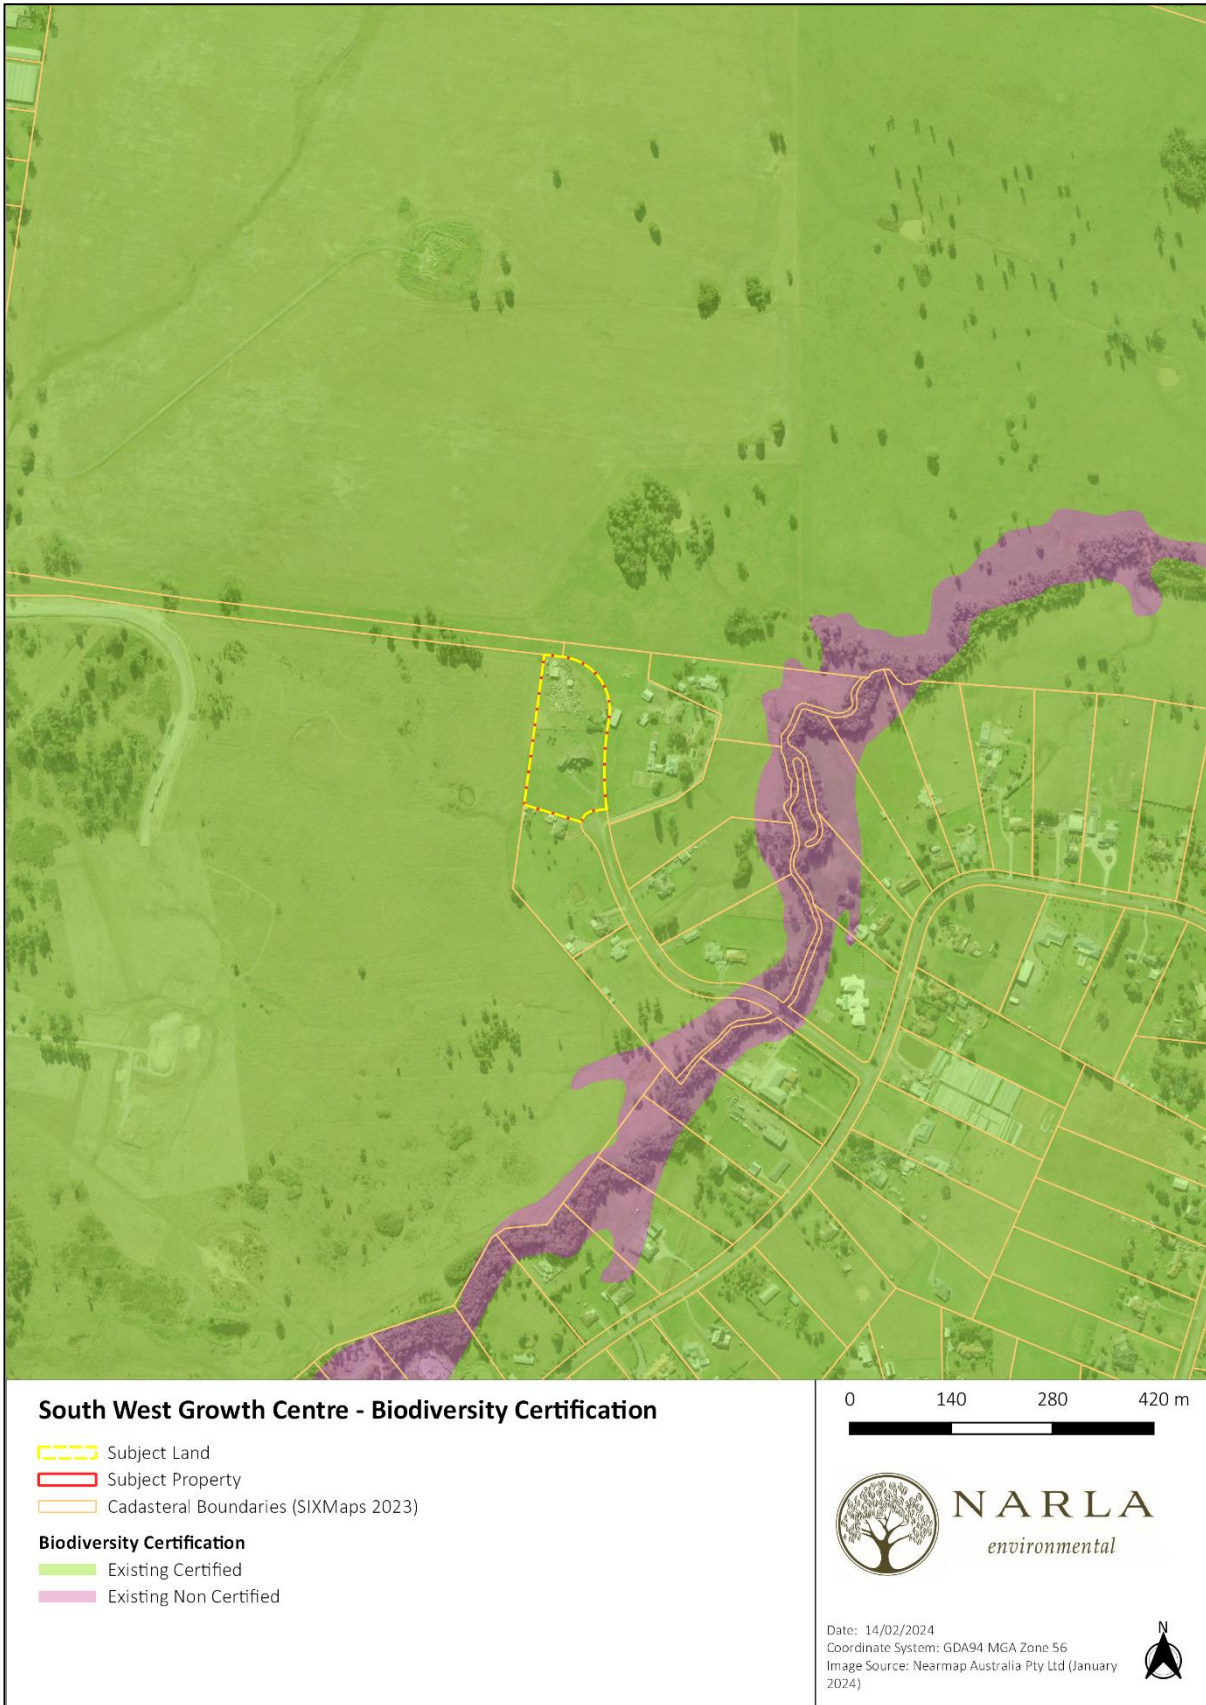 South West Growth Centre - Biodiversity Certification
Subject Land
Subject Property
Cadasteral Boundaries (SIXMaps 2023)
Biodiversity Certification
Existing Certified
Existing Non Certified
0 140 280 420 m
NARLA
environmental
Date: 14/02/2024
Coordinate System: GDA94 MGA Zone 56
Image Source: Nearmap Australia Pty Ltd (January
2024)
N